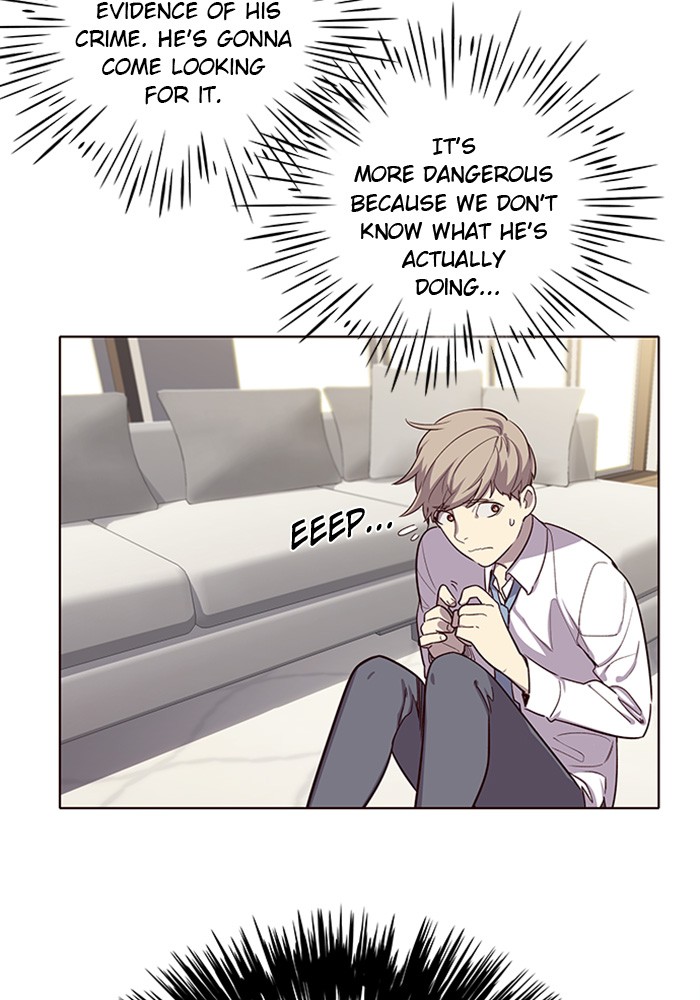 EVIDENCE OF HIS
CRIME. HE'S GONNA
COME LOOKING
FOR IT.
IT'S
MORE DANGEROUS
BECAUSE WE DON'T
KNOW WHAT HE'S
ACTUALLY
DOING...
EEEP...